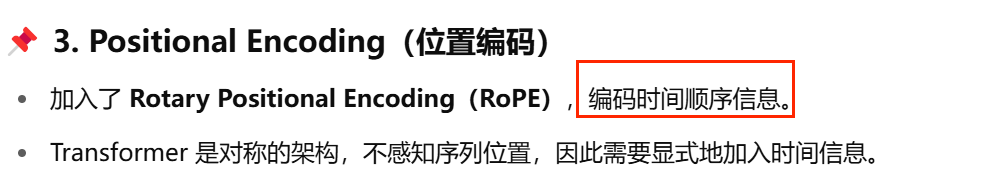 📌 3. Positional Encoding（位置编码）
• 加入了 Rotary Positional Encoding（RoPE），编码时间顺序信息。
• Transformer 是对称的架构，不感知序列位置，因此需要显式地加入时间信息。